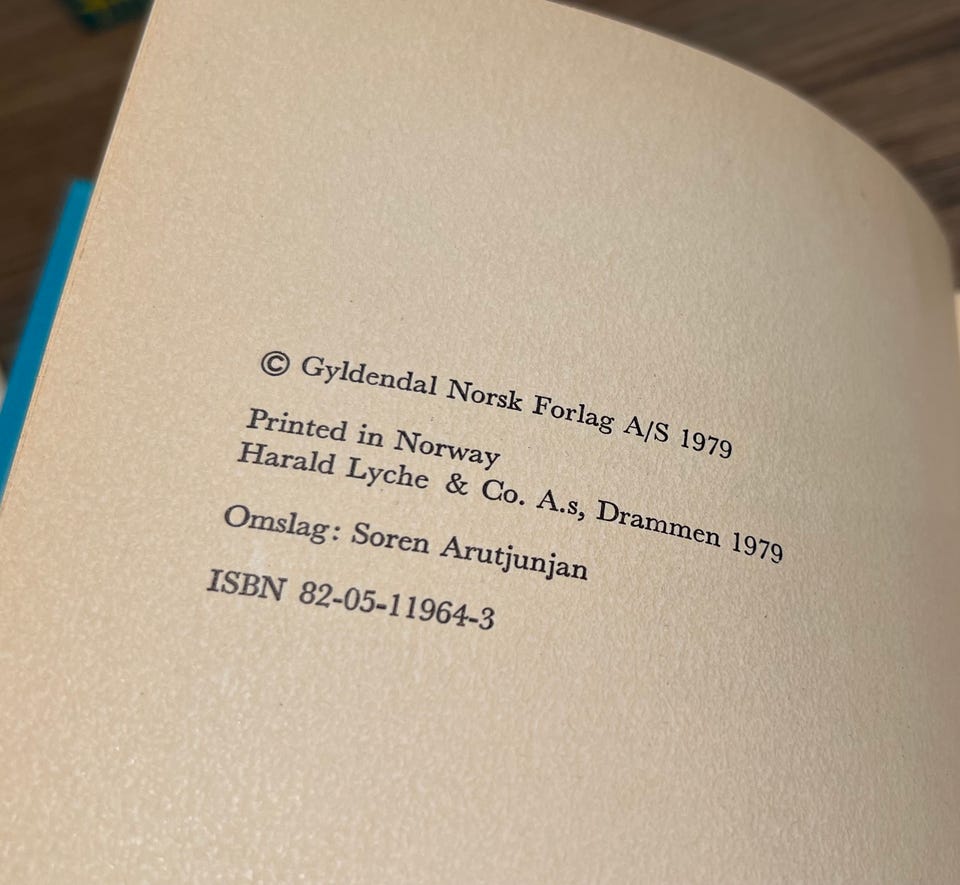 © Gyldendal Norsk Forlag A/S 1979
Printed in Norway
Harald Lyche & Co. A.s, Drammen 1979
Omslag: Soren Arutjunjan
ISBN 82-05-11964-3